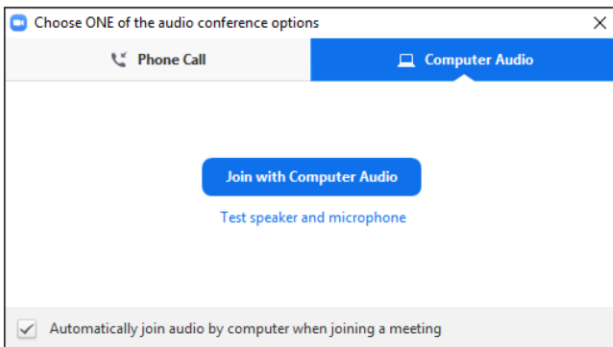 Choose ONE of the audio conference options
Phone Call
Computer Audio
Join with Computer Audio
Test speaker and microphone
Automatically join audio by computer when joining a meeting